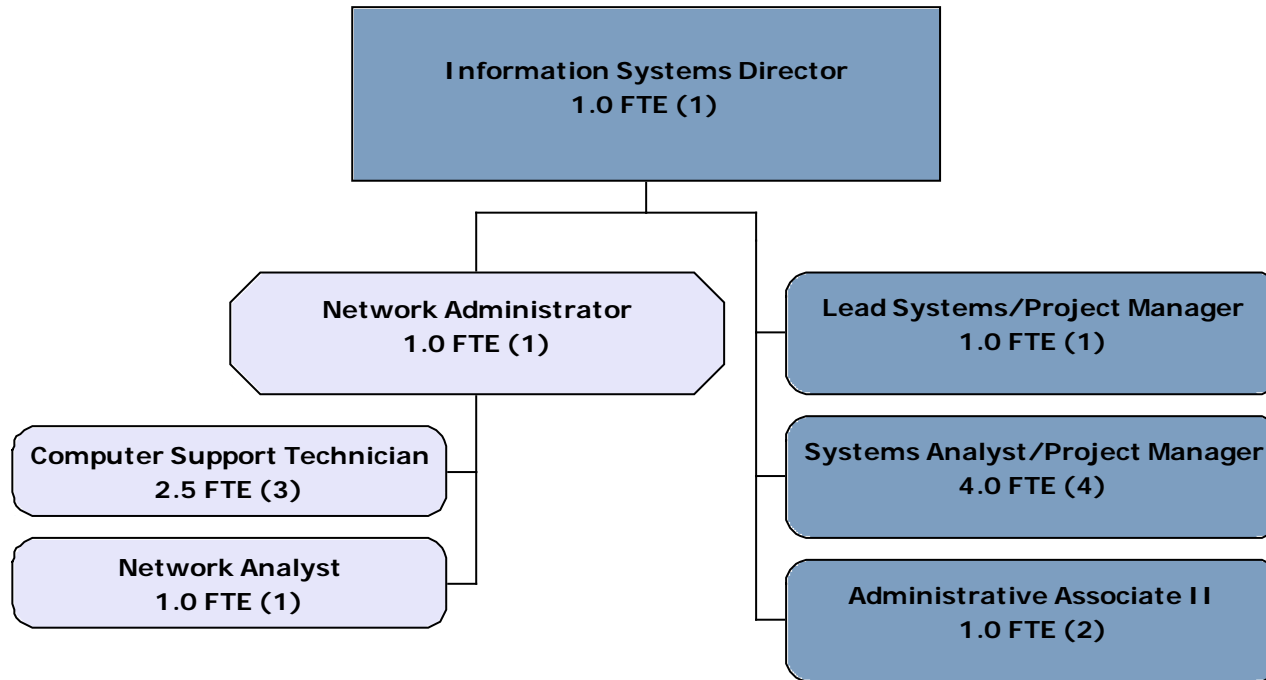 Information Systems Director
1.0 FTE (1)
Network Administrator
1.0 FTE (1)
Computer Support Technician
2.5 FTE (3)
Network Analyst
1.0 FTE (1)
Lead Systems/Project Manager
1.0 FTE (1)
Systems Analyst/Project Manager
4.0 FTE (4)
Administrative Associate II
1.0 FTE (2)